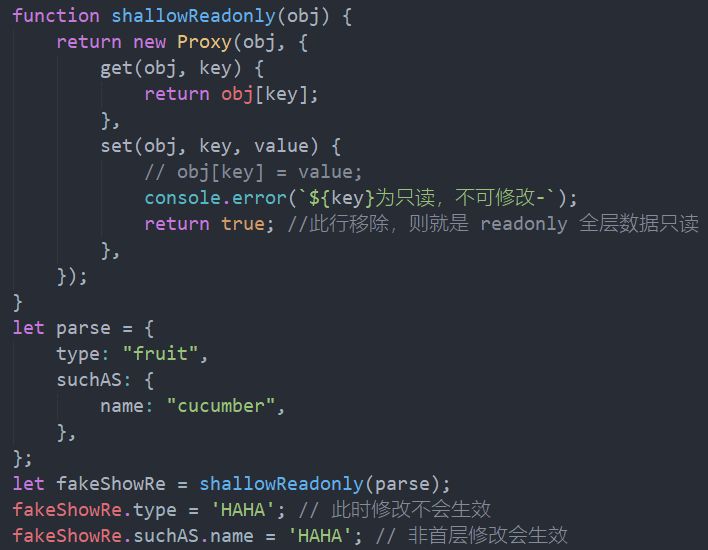 function shallowReadonly(obj) {
    return new Proxy(obj, {
        get(obj, key) {
            return obj[key];
        },
        set(obj, key, value) {
            // obj[key] = value;
            console.error(`${key}为只读，不可修改-`);
            return true; //此行移除，则就是 readonly 全层数据只读
        },
    });
}
let parse = {
    type: "fruit",
    suchAS: {
        name: "cucumber",
    },
};
let fakeShowRe = shallowReadonly(parse);
fakeShowRe.type = 'HAHA'; // 此时修改不会生效
fakeShowRe.suchAS.name = 'HAHA'; // 非首层修改会生效